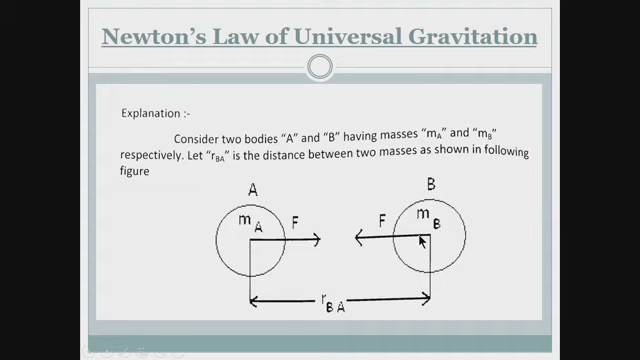 Newton's Law of Universal Gravitation
Explanation :-
Consider two bodies "A" and "B" having masses "mA" and "mB"
respectively. Let "rBA" is the distance between two masses as shown in following
figure
A
B
mA
F
F
mB
rBA